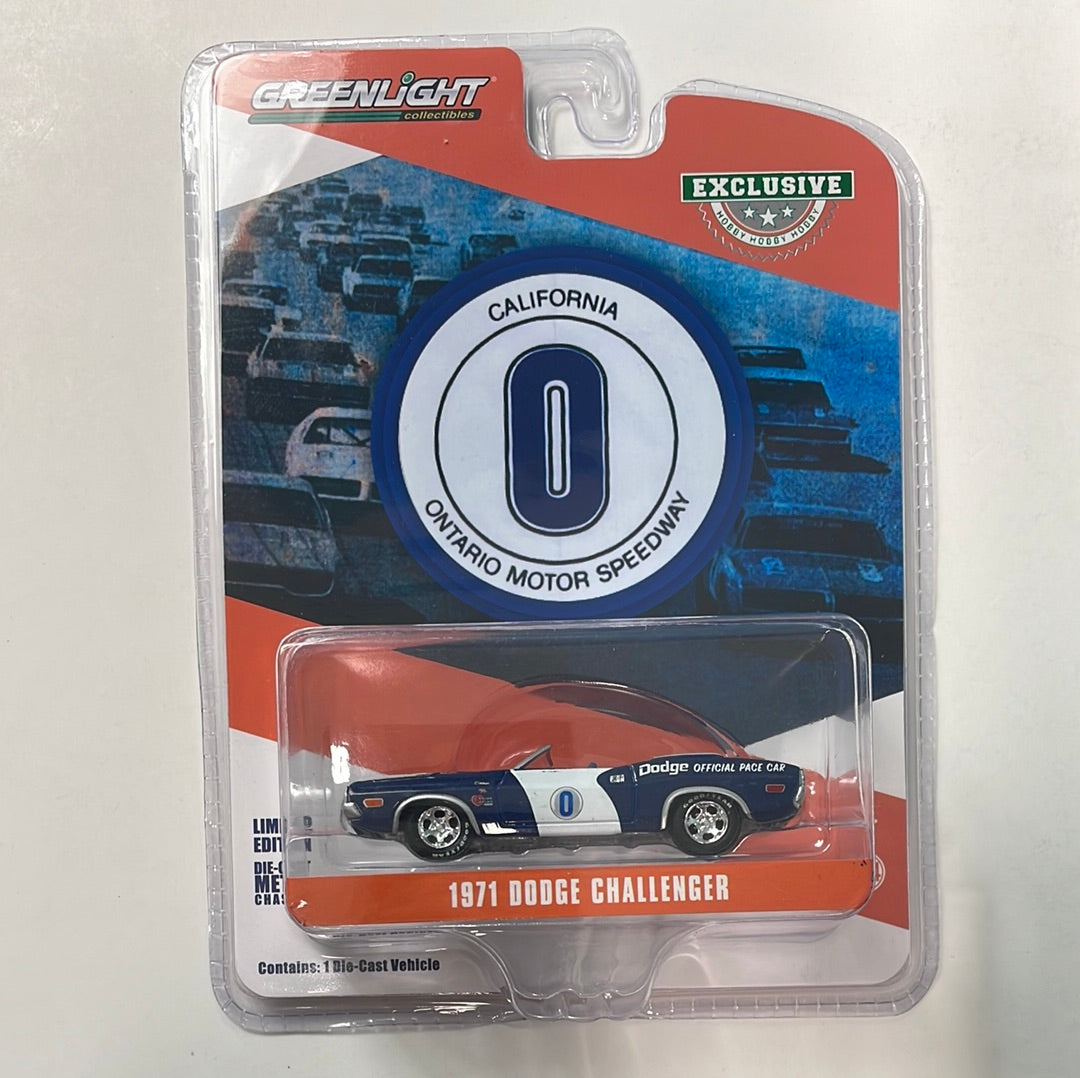 GREENLIGHT
collectibles
EXCLUSIVE
HOBBY HOBBY HOBBY
CALIFORNIA
0
ONTARIO MOTOR SPEEDWAY
Dodge OFFICIAL PACE CAR
0
GOODYEAR
GOODYEAR
1971 DODGE CHALLENGER
Contains: 1 Die-Cast Vehicle